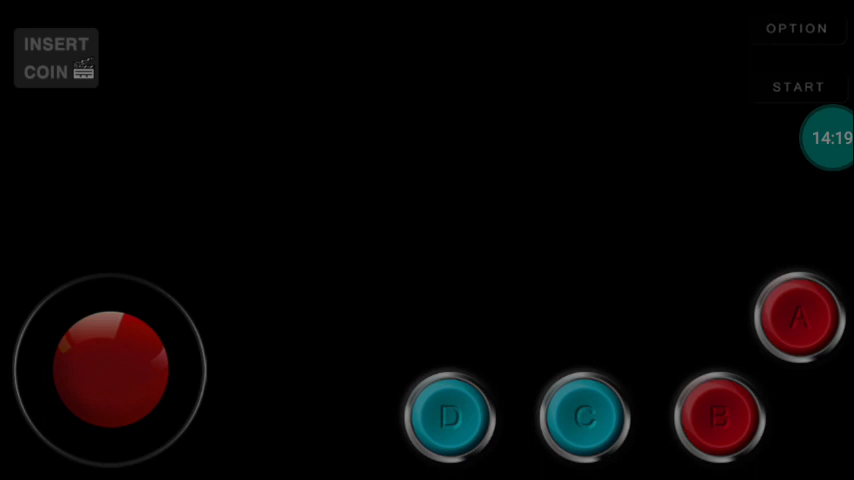 INSERT
COIN
OPTION
START
14:19
A
D
C
B